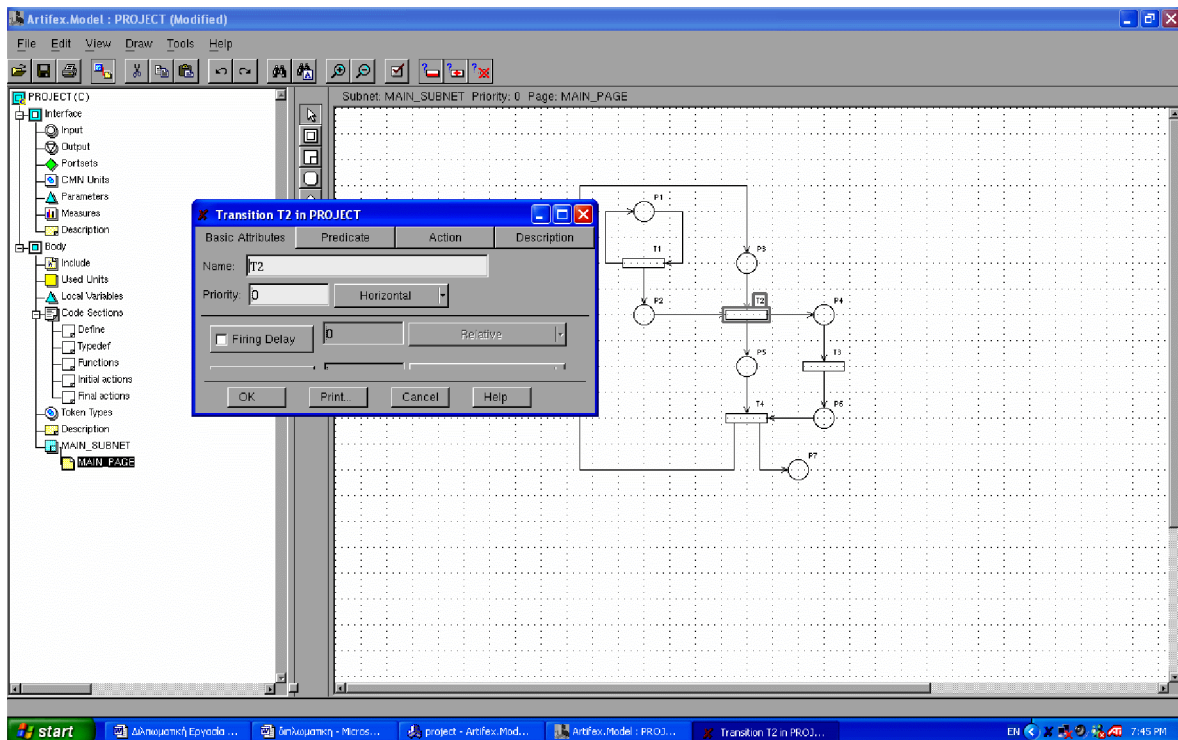 Artifex.Model : PROJECT (Modified)
File Edit View Draw Tools Help
PROJECT (C)
Interface
Input
Output
Portsets
CMN Units
Parameters
Measures
Description
Body
Include
Used Units
Local Variables
Code Sections
Define
Typedef
Functions
Initial actions
Final actions
Token Types
Description
MAIN_SUBNET
MAIN_PAGE
Subnet: MAIN_SUBNET Priority: 0 Page: MAIN_PAGE
Transition T2 in PROJECT
Basic Attributes Predicate Action Description
Name: T2
Priority: 0 Horizontal
Firing Delay 0 Relative
OK Print... Cancel Help
P1
T1
P3
P2
T2
P4
P5
T3
T4
P6
P7
start Διπλωματική Εργασία ... διπλωματικη - Micros... project - Artifex.Mod... Artifex.Model : PROJ... Transition T2 in PROJ... EN 7:45 PM